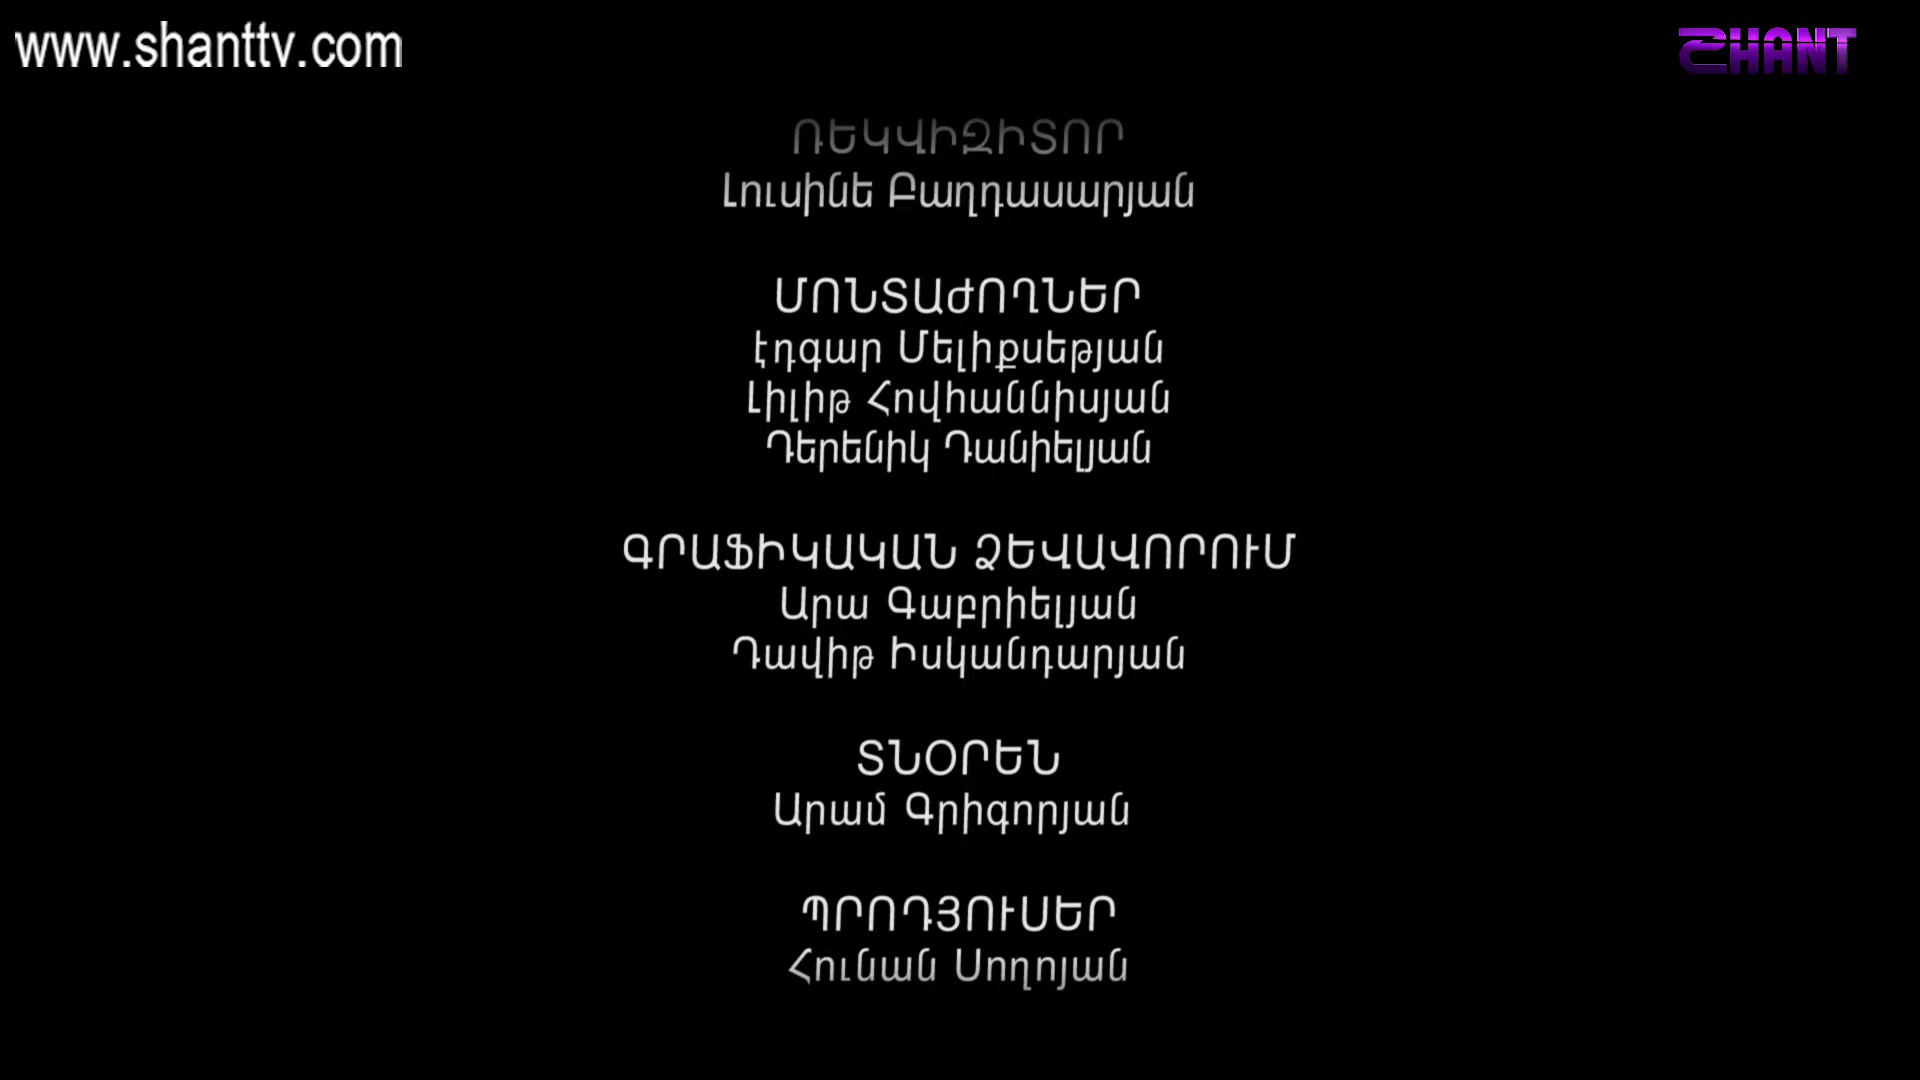 www.shanttv.com
SHANT
ՌԵԿՎԻԶԻՏՈՐ
Լուսինե Բաղդասարյան
ՄՈՆՏԱԺՈՂՆԵՐ
էդգար Մելիքսեթյան
Լիլիթ Հովհաննիսյան
Դերենիկ Դանիելյան
ԳՐԱՖԻԿԱԿԱՆ ՁԵՎԱՎՈՐՈՒՄ
Արա Գաբրիելյան
Դավիթ Իսկանդարյան
ՏՆՕՐԵՆ
Արամ Գրիգորյան
ՊՐՈԴՅՈՒՍԵՐ
Հունան Սողոյան